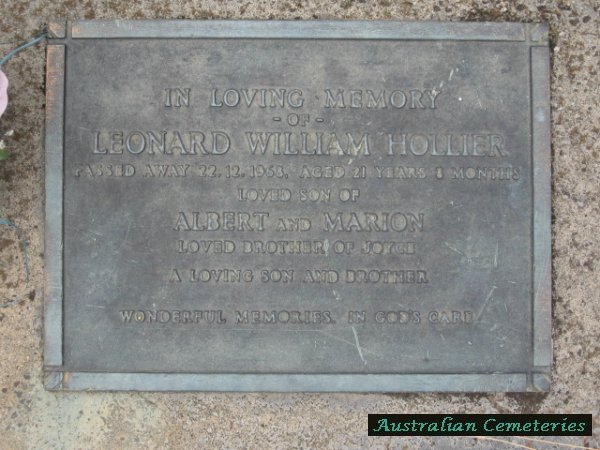 IN LOVING MEMORY
- OF -
LEONARD WILLIAM HOLLIER
PASSED AWAY 22.12.1968, AGED 21 YEARS 8 MONTHS
LOVED SON OF
ALBERT AND MARION
LOVED BROTHER OF JOYCE
A LOVING SON AND BROTHER
WONDERFUL MEMORIES. IN GOD'S CARE
Australian Cemeteries